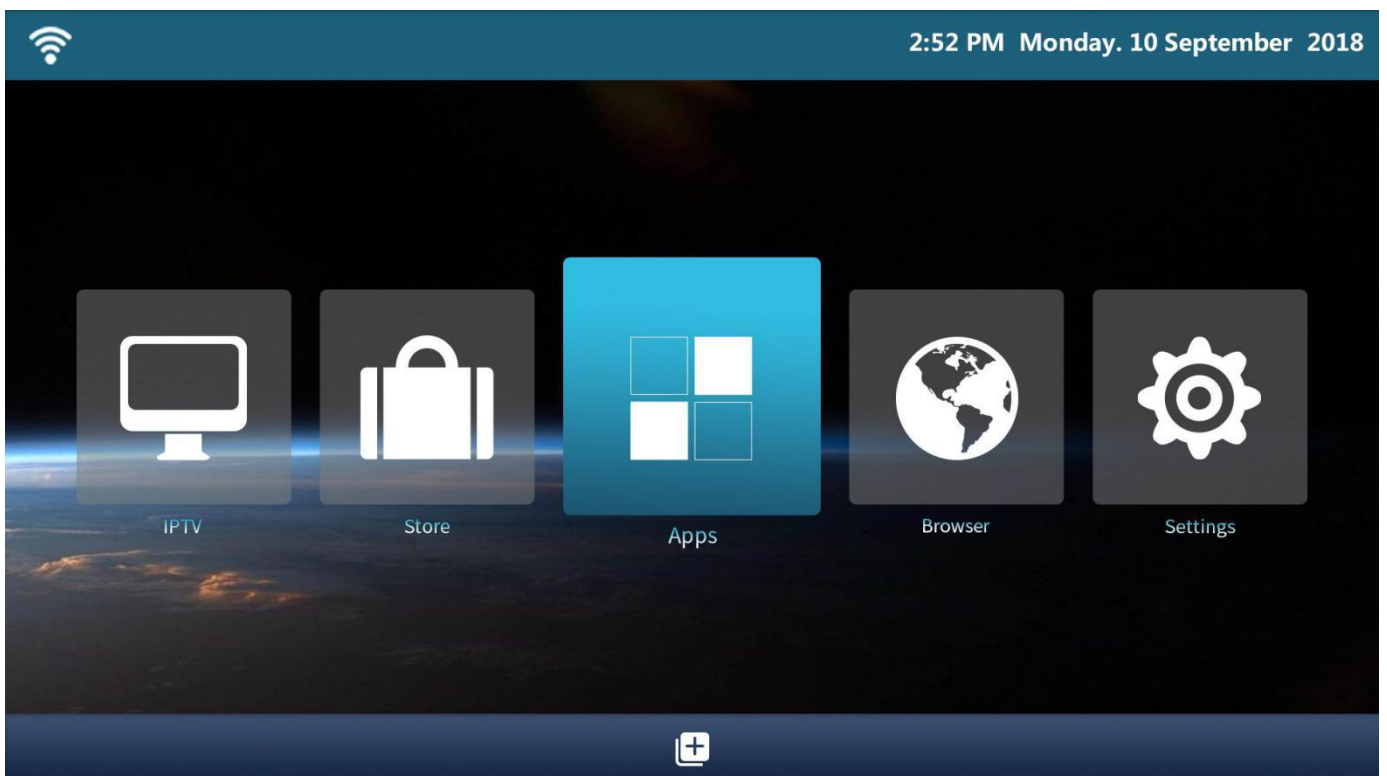 2:52 PM Monday. 10 September 2018
IPTV
Store
Apps
Browser
Settings